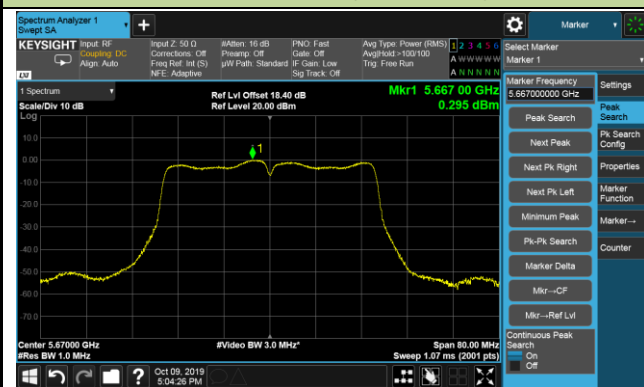 Spectrum Analyzer 1
Swept SA
+
Marker
KEYSIGHT
Input: RF
Coupling: DC
Align: Auto
Input Z: 50 Ω
Corrections: Off
Freq Ref: Int (S)
NFE: Adaptive
#Atten: 16 dB
Preamp: Off
µW Path: Standard
PNO: Fast
Gate: Off
IF Gain: Low
Sig Track: Off
Avg Type: Power (RMS)
Avg|Hold:>100/100
Trig: Free Run
1 2 3 4 5 6
A W W W W W
A N N N N N
Select Marker
Marker 1
LXI
1 Spectrum
Scale/Div 10 dB
Log
Ref Lvl Offset 18.40 dB
Ref Level 20.00 dBm
Mkr1 5.667 00 GHz
0.295 dBm
10.0
0.00
-10.0
-20.0
-30.0
-40.0
-50.0
-60.0
-70.0
1
Center 5.67000 GHz
#Res BW 1.0 MHz
#Video BW 3.0 MHz*
Span 80.00 MHz
Sweep 1.07 ms (2001 pts)
Marker Frequency
5.667000000 GHz
Peak Search
Next Peak
Next Pk Right
Next Pk Left
Minimum Peak
Pk-Pk Search
Marker Delta
Mkr→CF
Mkr→Ref Lvl
Continuous Peak
Search
On
Off
Settings
Peak
Search
Pk Search
Config
Properties
Marker
Function
Marker→
Counter
?
Oct 09, 2019
5:04:26 PM